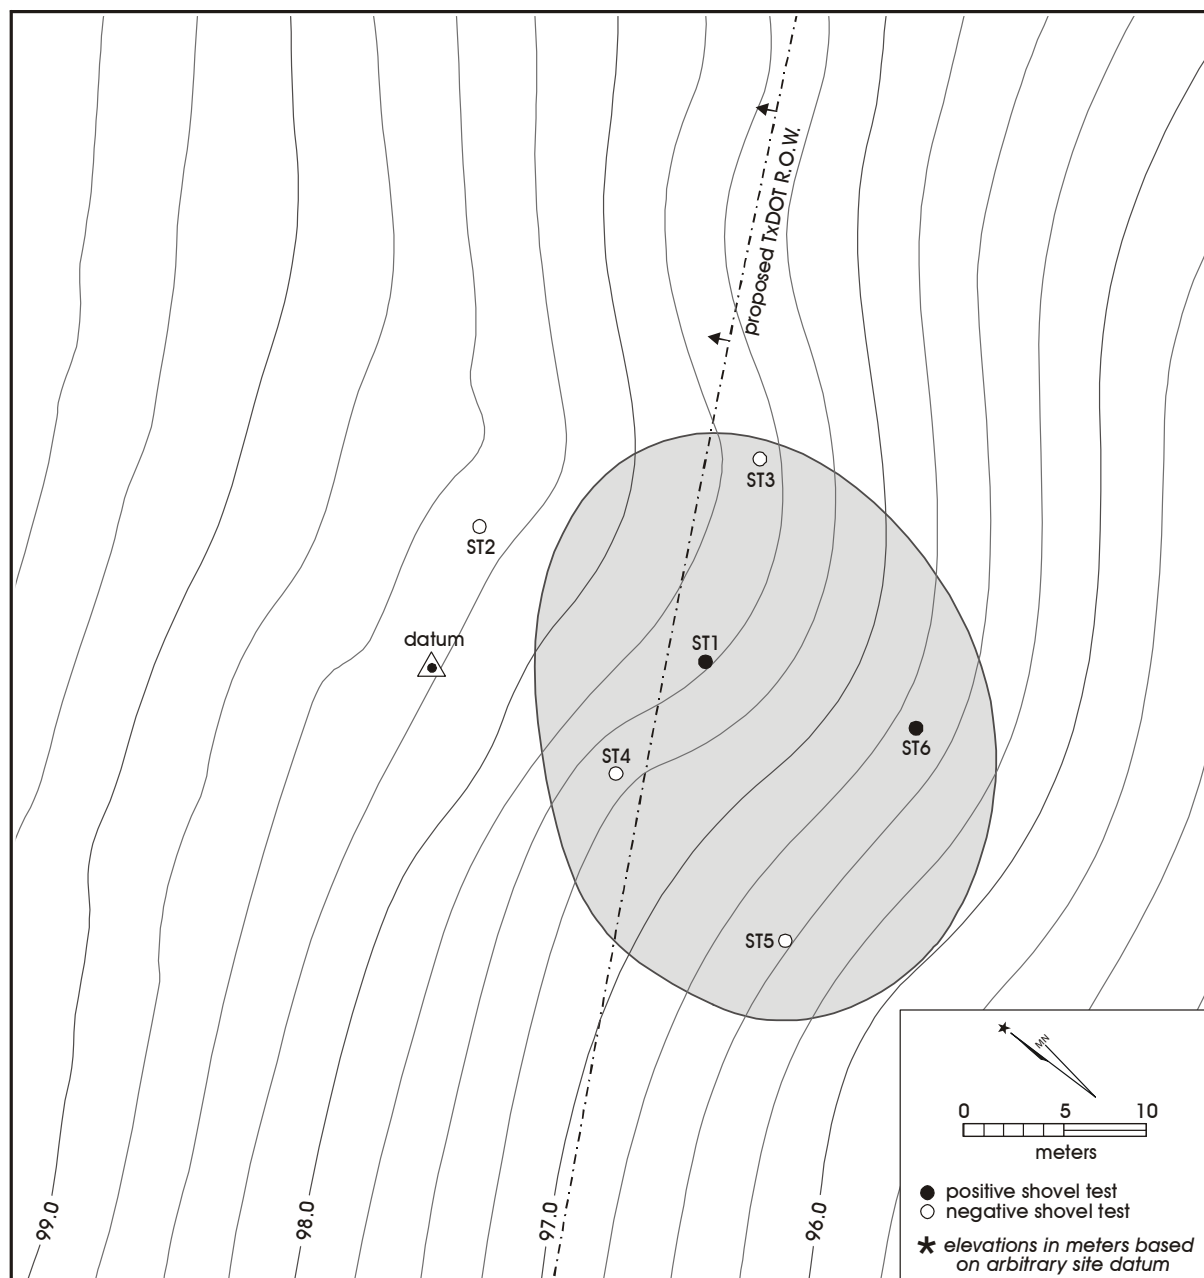 proposed TxDOT R.O.W.
ST3
ST2
datum
ST1
ST6
ST4
ST5
99.0
98.0
97.0
96.0
MN
0 5 10
meters
positive shovel test
negative shovel test
* elevations in meters based
on arbitrary site datum